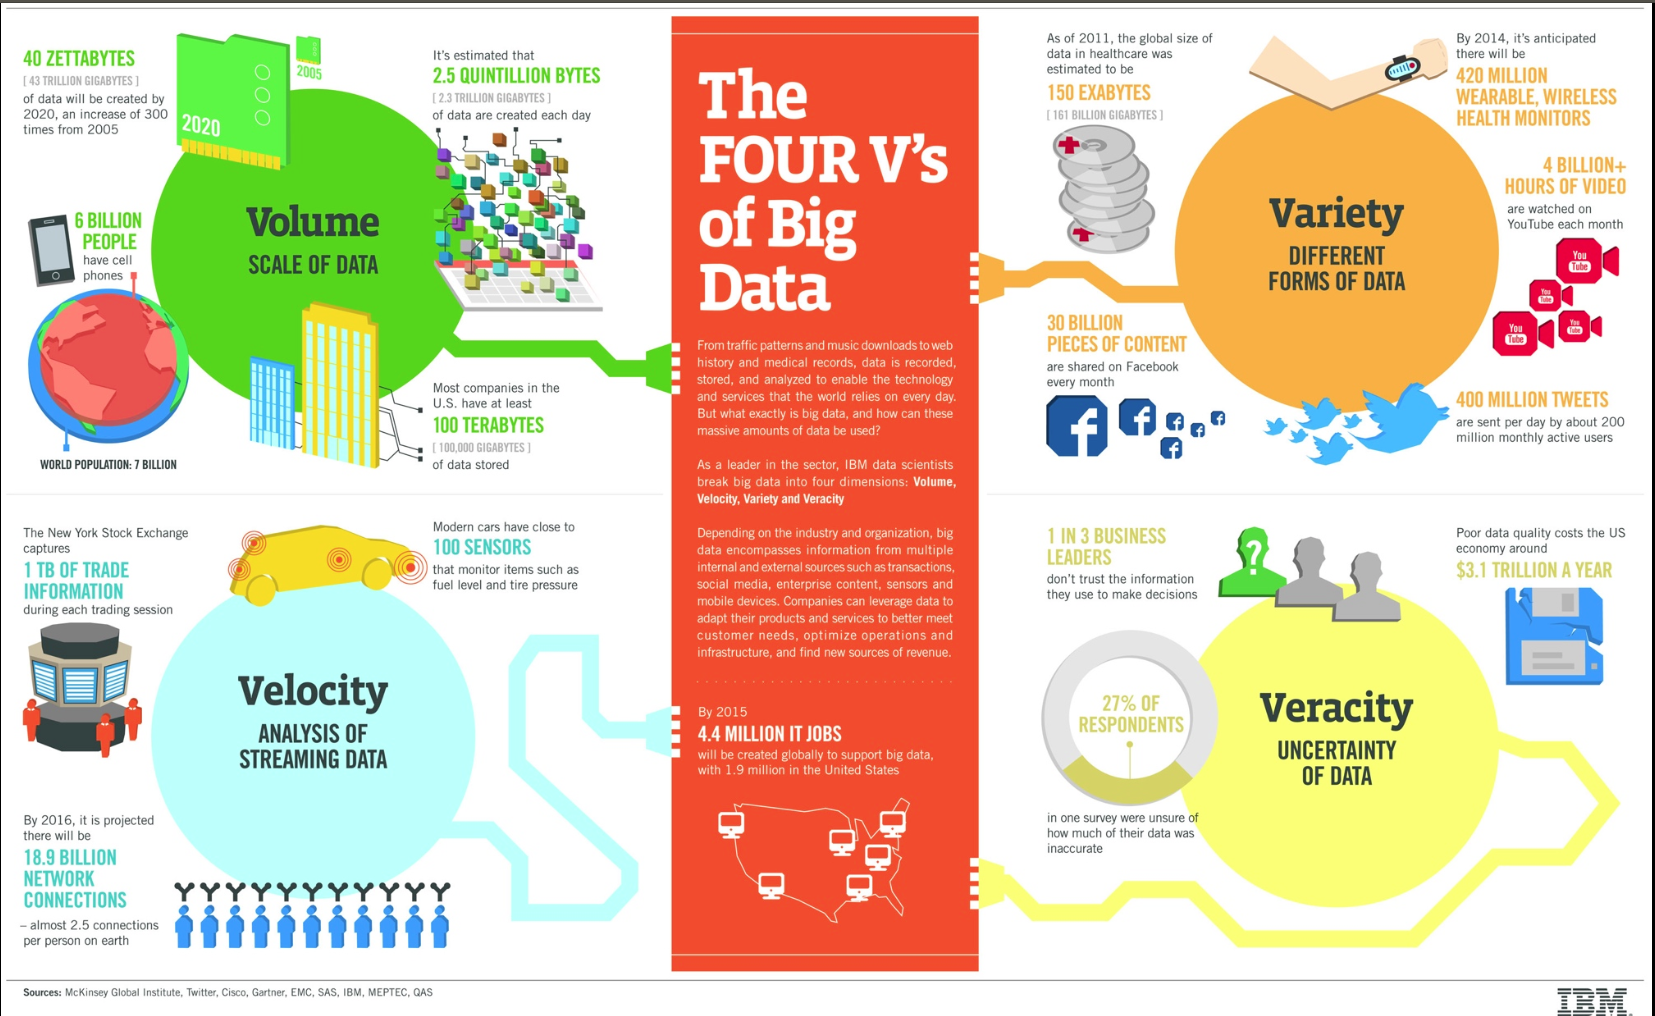 40 ZETTABYTES
[ 43 TRILLION GIGABYTES ]
of data will be created by
2020, an increase of 300
times from 2005
2020
2005
It's estimated that
2.5 QUINTILLION BYTES
[ 2.3 TRILLION GIGABYTES ]
of data are created each day
6 BILLION
PEOPLE
have cell
phones
Volume
SCALE OF DATA
WORLD POPULATION: 7 BILLION
Most companies in the
U.S. have at least
100 TERABYTES
[ 100,000 GIGABYTES ]
of data stored
The New York Stock Exchange
captures
1 TB OF TRADE
INFORMATION
during each trading session
Modern cars have close to
100 SENSORS
that monitor items such as
fuel level and tire pressure
Velocity
ANALYSIS OF
STREAMING DATA
By 2016, it is projected
there will be
18.9 BILLION
NETWORK
CONNECTIONS
– almost 2.5 connections
per person on earth
The
FOUR V's
of Big
Data
From traffic patterns and music downloads to web
history and medical records, data is recorded,
stored, and analyzed to enable the technology
and services that the world relies on every day.
But what exactly is big data, and how can these
massive amounts of data be used?
As a leader in the sector, IBM data scientists
break big data into four dimensions: Volume,
Velocity, Variety and Veracity
Depending on the industry and organization, big
data encompasses information from multiple
internal and external sources such as transactions,
social media, enterprise content, sensors and
mobile devices. Companies can leverage data to
adapt their products and services to better meet
customer needs, optimize operations and
infrastructure, and find new sources of revenue.
By 2015
4.4 MILLION IT JOBS
will be created globally to support big data,
with 1.9 million in the United States
As of 2011, the global size of
data in healthcare was
estimated to be
150 EXABYTES
[ 161 BILLION GIGABYTES ]
By 2014, it's anticipated
there will be
420 MILLION
WEARABLE, WIRELESS
HEALTH MONITORS
4 BILLION+
HOURS OF VIDEO
are watched on
YouTube each month
You
Tube
You
Tube
You
Tube
You
Tube
Variety
DIFFERENT
FORMS OF DATA
30 BILLION
PIECES OF CONTENT
are shared on Facebook
every month
f
f
f
f
f
f
400 MILLION TWEETS
are sent per day by about 200
million monthly active users
1 IN 3 BUSINESS
LEADERS
don't trust the information
they use to make decisions
?
Poor data quality costs the US
economy around
$3.1 TRILLION A YEAR
27% OF
RESPONDENTS
in one survey were unsure of
how much of their data was
inaccurate
Veracity
UNCERTAINTY
OF DATA
Sources: McKinsey Global Institute, Twitter, Cisco, Gartner, EMC, SAS, IBM, MEPTEC, QAS
IBM.